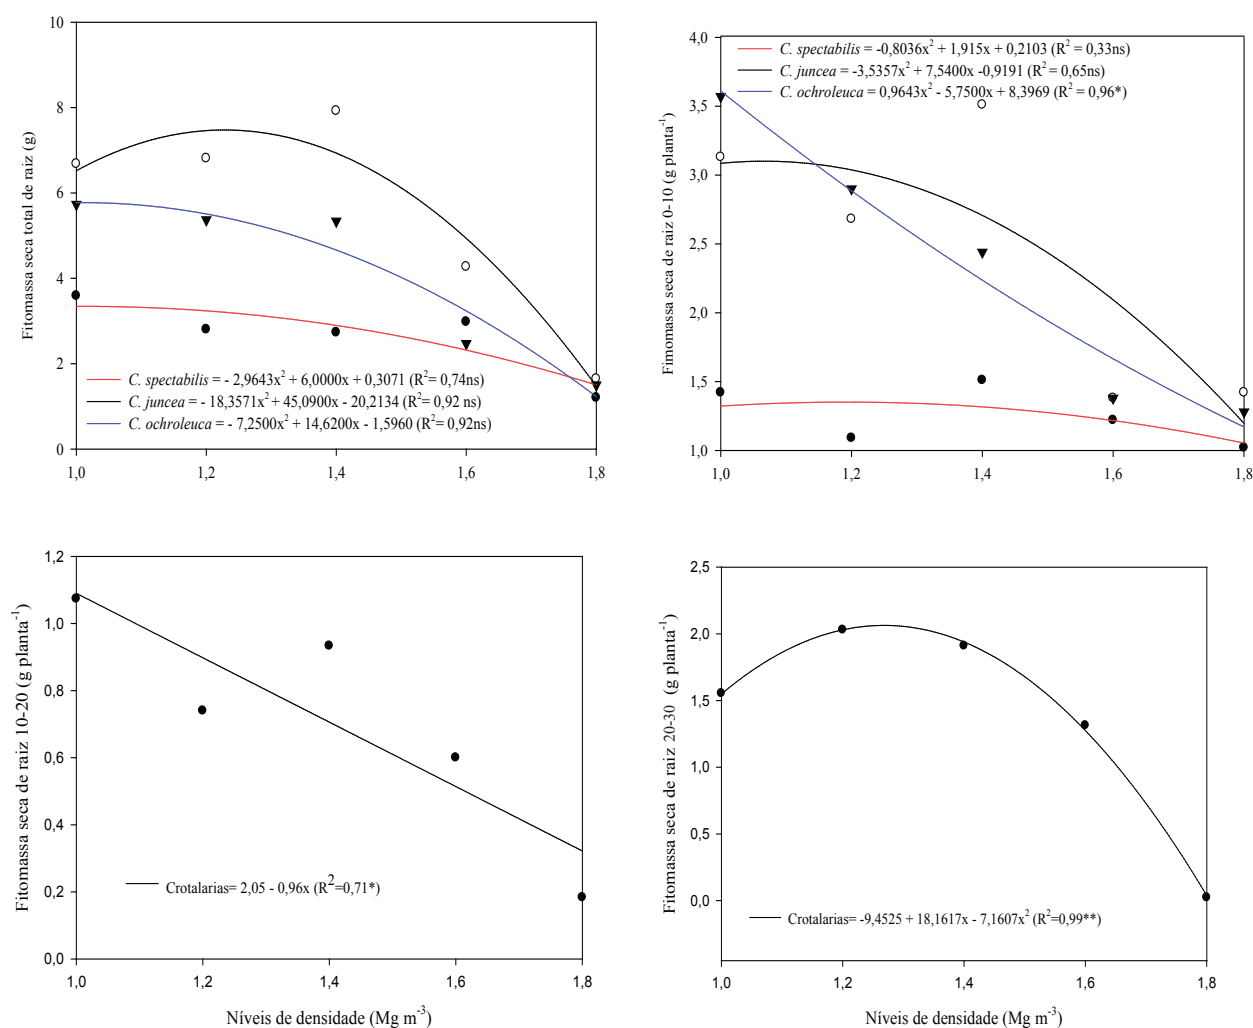 Fitomassa seca total de raiz (g)
10
8
6
4
2
0
C. spectabilis = - 2,9643x² + 6,0000x + 0,3071 (R²= 0,74ns)
C. juncea = - 18,3571x² + 45,0900x - 20,2134 (R²= 0,92 ns)
C. ochroleuca = - 7,2500x² + 14,6200x - 1,5960 (R²= 0,92ns)
1,0 1,2 1,4 1,6 1,8
Fimomassa seca de raiz 0-10 (g planta⁻¹)
4,0
3,5
3,0
2,5
2,0
1,5
1,0
C. spectabilis = -0,8036x² + 1,915x + 0,2103 (R² = 0,33ns)
C. juncea = -3,5357x² + 7,5400x -0,9191 (R² = 0,65ns)
C. ochroleuca = 0,9643x² - 5,7500x + 8,3969 (R² = 0,96*)
1,0 1,2 1,4 1,6 1,8
Fitomassa seca de raiz 10-20 (g planta⁻¹)
1,2
1,0
0,8
0,6
0,4
0,2
0,0
Crotalarias= 2,05 - 0,96x (R²=0,71*)
1,0 1,2 1,4 1,6 1,8
Níveis de densidade (Mg m⁻³)
Fitomassa seca de raiz 20-30 (g planta⁻¹)
2,5
2,0
1,5
1,0
0,5
0,0
Crotalarias= -9,4525 + 18,1617x - 7,1607x² (R²=0,99**)
1,0 1,2 1,4 1,6 1,8
Níveis de densidade (Mg m⁻³)